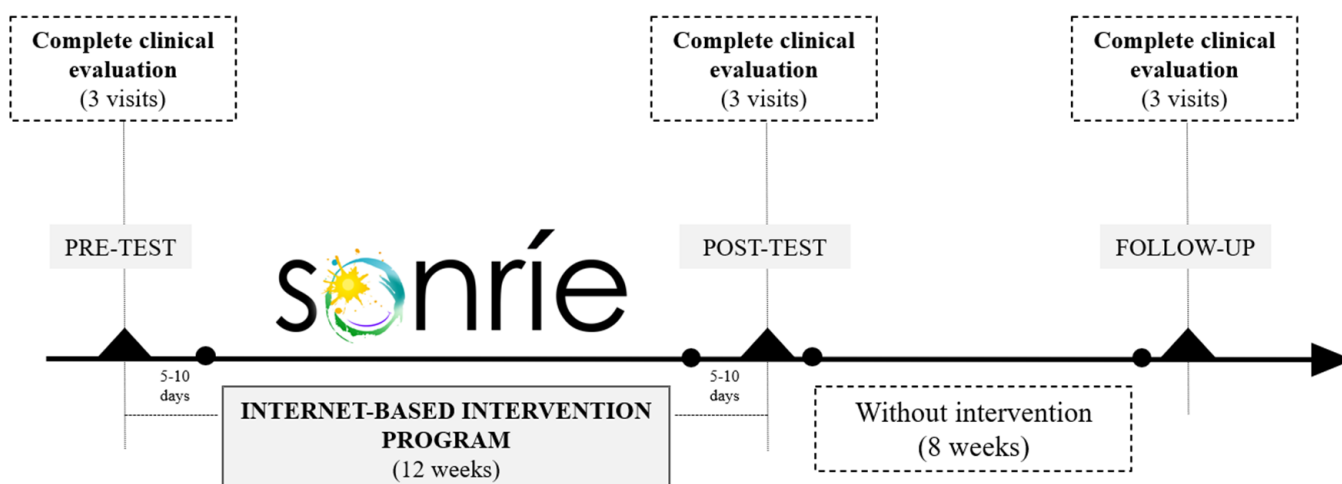 Complete clinical
evaluation
(3 visits)
Complete clinical
evaluation
(3 visits)
Complete clinical
evaluation
(3 visits)
PRE-TEST
POST-TEST
FOLLOW-UP
sonríe
5-10
days
5-10
days
INTERNET-BASED INTERVENTION
PROGRAM
(12 weeks)
Without intervention
(8 weeks)